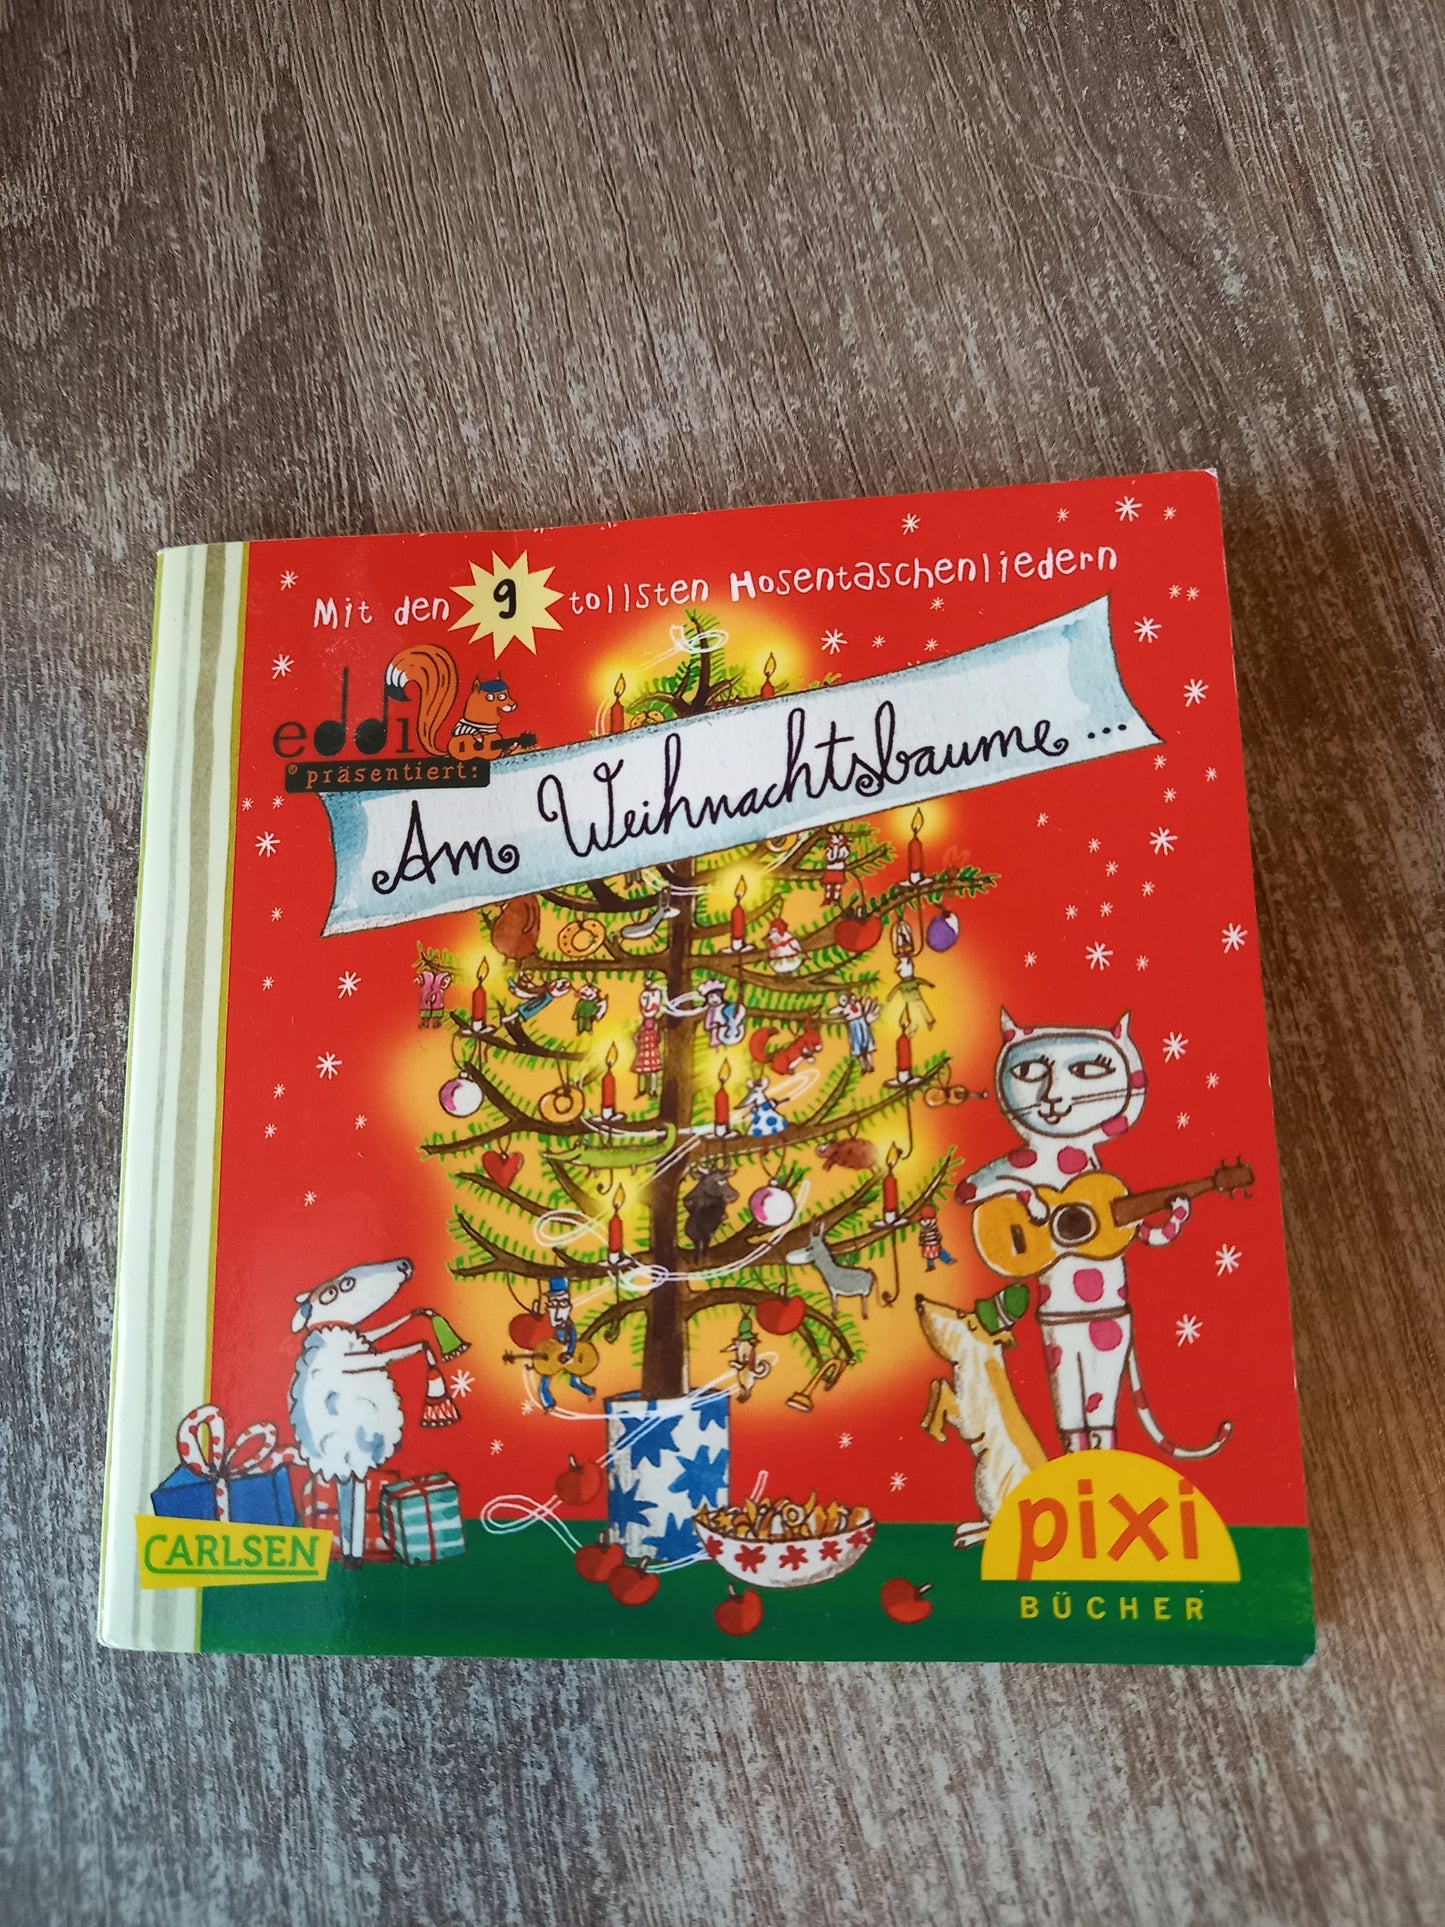 Mit den 9 tollsten Hosentaschenliedern
eddi
© präsentiert:
Am Weihnachtsbaume ...
CARLSEN
pixi
BÜCHER